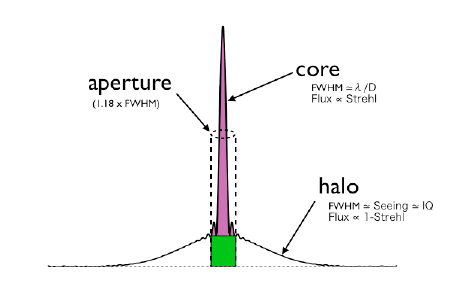 core
FWHM ≃ λ/D
Flux ∝ Strehl
aperture
(1.18 x FWHM)
halo
FWHM ≃ Seeing ≃ IQ
Flux ∝ 1-Strehl